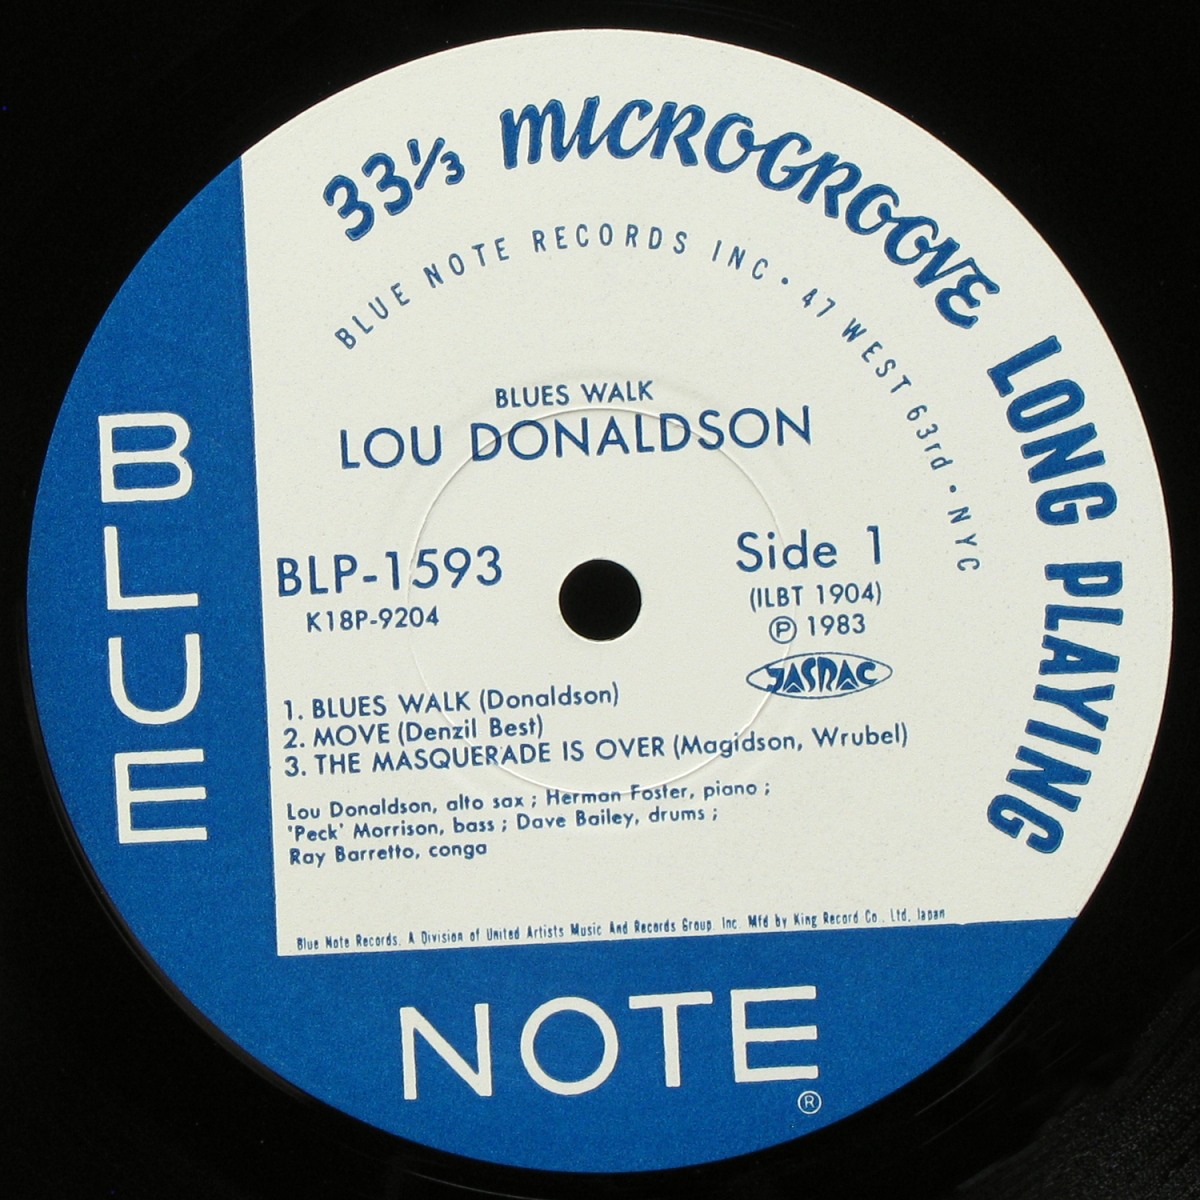 33⅓ MICROGROOVE LONG PLAYING
BLUE NOTE RECORDS INC • 47 WEST 63rd • NYC
BLUES WALK
LOU DONALDSON
BLP-1593
K18P-9204
Side 1
(ILBT 1904)
Ⓟ 1983
JASRAC
1. BLUES WALK (Donaldson)
2. MOVE (Denzil Best)
3. THE MASQUERADE IS OVER (Magidson, Wrubel)
Lou Donaldson, alto sax ; Herman Foster, piano ;
'Peck' Morrison, bass ; Dave Bailey, drums ;
Ray Barretto, conga
Blue Note Records, A Division of United Artists Music And Records Group, Inc. Mfd by King Record Co., Ltd, Japan
BLUE
NOTE
®